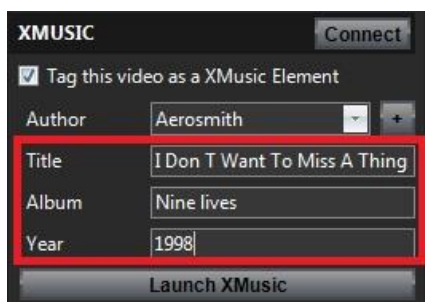 XMUSIC Connect
Tag this video as a XMusic Element
Author Aerosmith +
Title I Don T Want To Miss A Thing
Album Nine lives
Year 1998
Launch XMusic